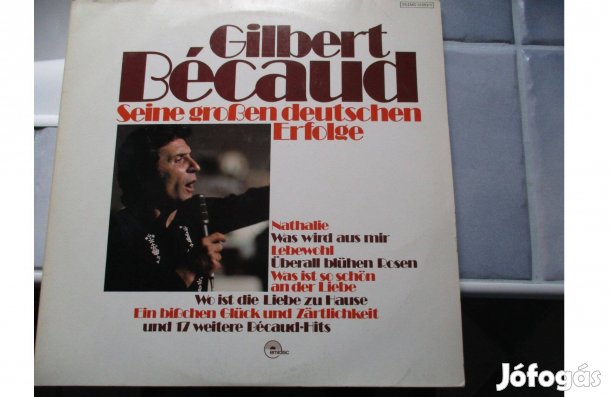 Gilbert
Bécaud
Seine großen deutschen
Erfolge
Nathalie
Was wird aus mir
Lebewohl
Überall blühen Rosen
Was ist so schön
an der Liebe
Wo ist die Liebe zu Hause
Ein bißchen Glück und Zärtlichkeit
und 17 weitere Bécaud-Hits
emidisc
Jófogás